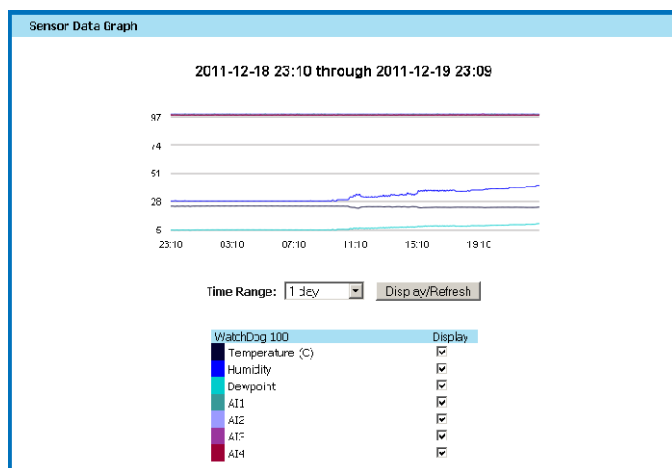 Sensor Data Graph
2011-12-18 23:10 through 2011-12-19 23:09
97
74
51
28
5
23:10 03:10 07:10 11:10 15:10 19:10
Time Range: 1 day Display/Refresh
WatchDog 100 Display
Temperature (C)
Humidity
Dewpoint
AI1
AI2
AI3
AI4